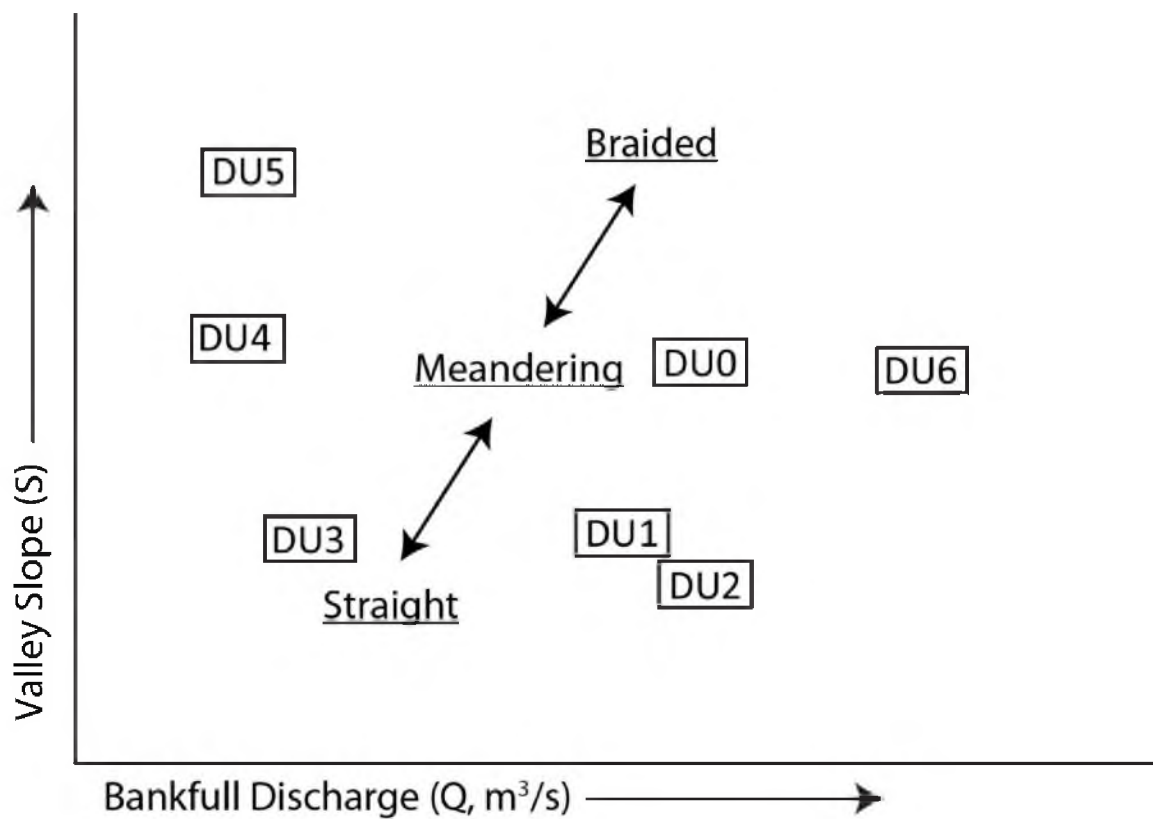 Braided
DU5
DU4
Meandering
DU0
DU6
DU3
DU1
DU2
Straight
Valley Slope (S)
Bankfull Discharge (Q, m³/s)